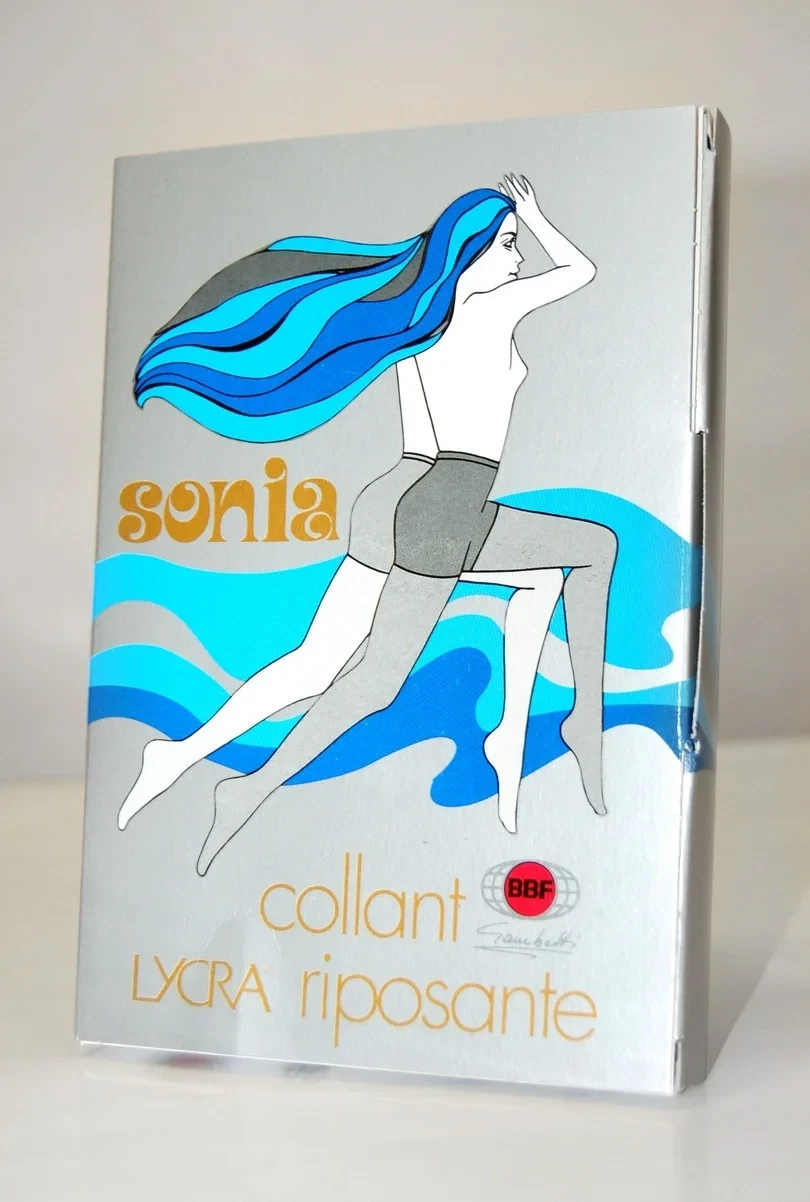 sonia
collant
BBF
LYCRA riposante